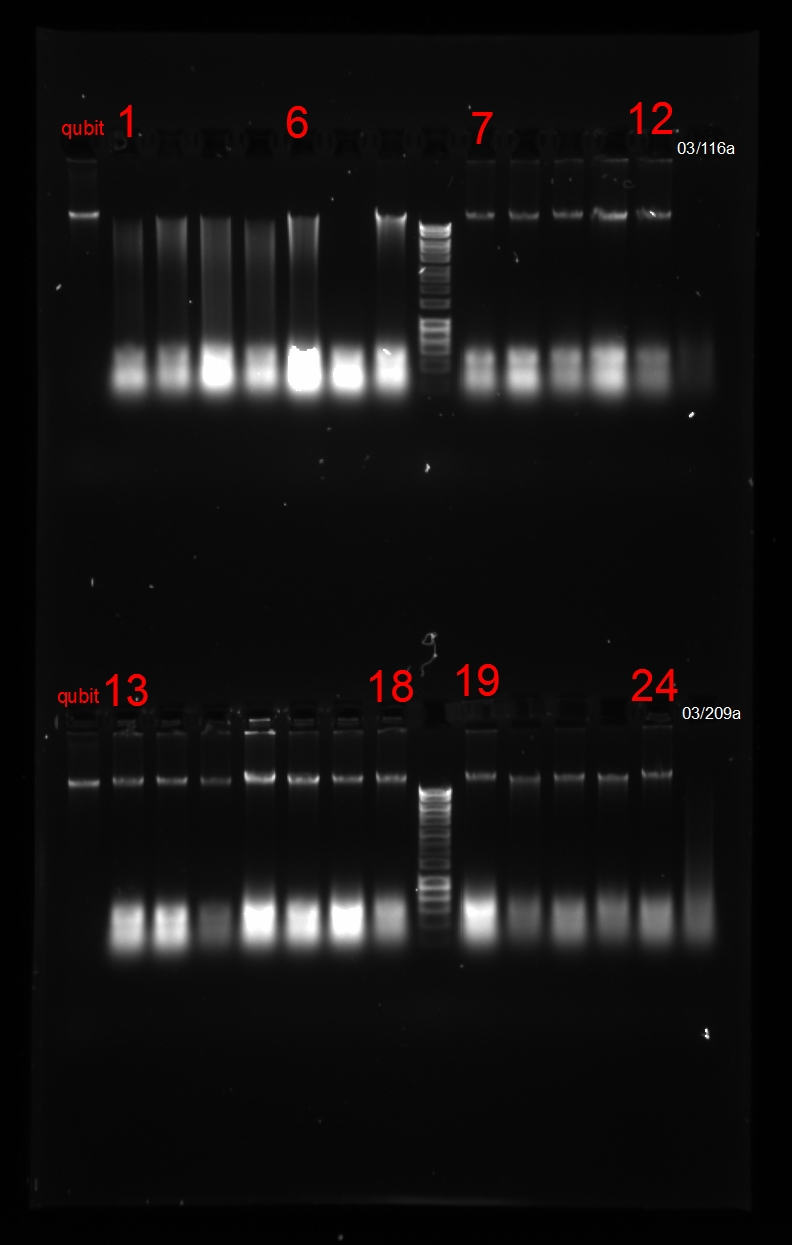 qubit 1 6 7 12
03/116a
qubit 13 18 19 24
03/209a